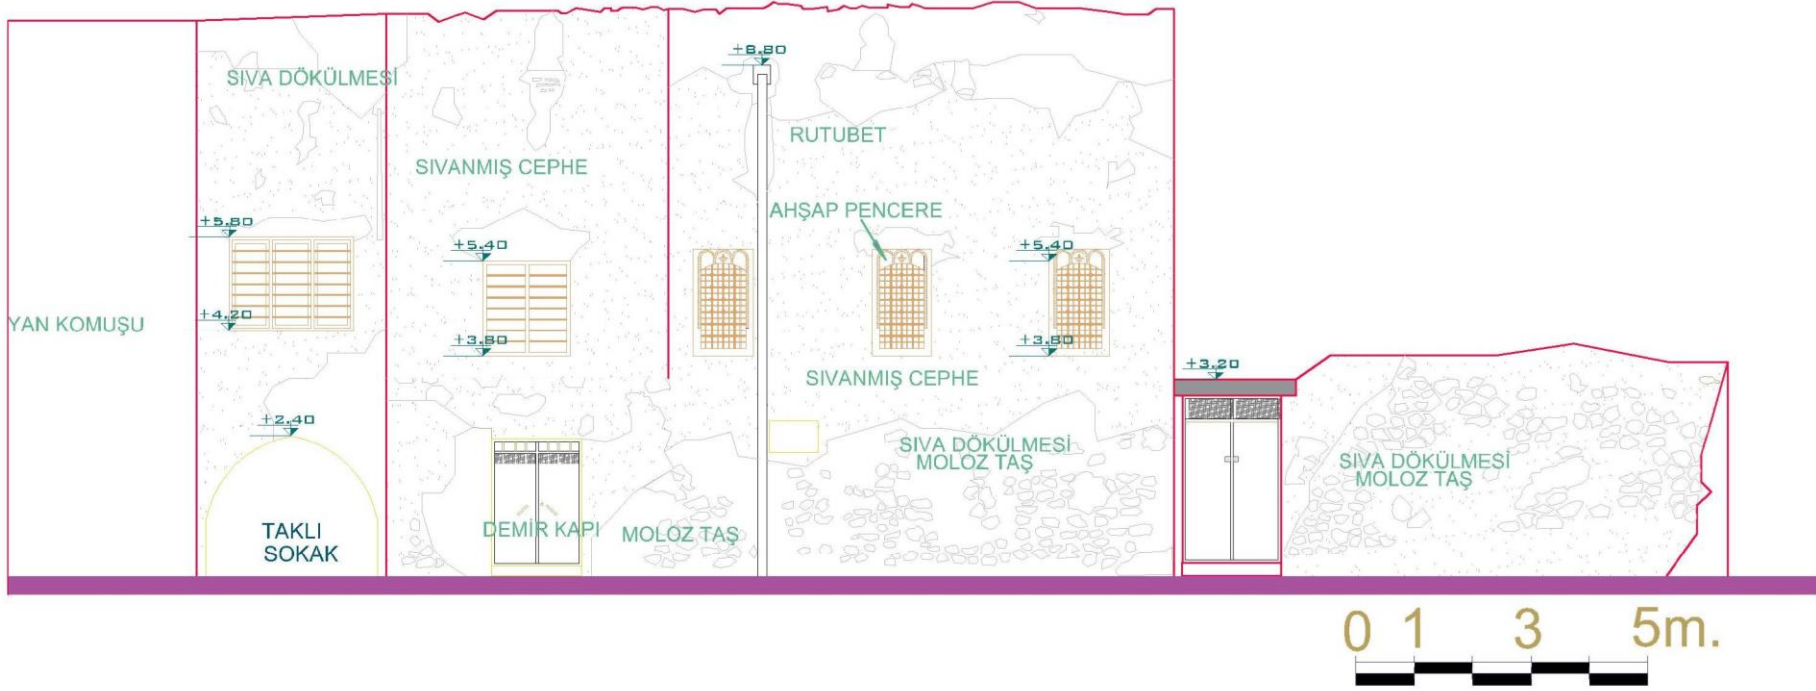 +8.80
SIVA DÖKÜLMESİ
RUTUBET
SIVANMIŞ CEPHE
AHŞAP PENCERE
+5.80
+5.40
+5.40
+4.20
YAN KOMUŞU
+3.80
+3.80
+3.20
SIVANMIŞ CEPHE
+2.40
SIVA DÖKÜLMESİ
MOLOZ TAŞ
SIVA DÖKÜLMESİ
MOLOZ TAŞ
TAKLI
SOKAK
DEMİR KAPI
MOLOZ TAŞ
0 1 3 5m.